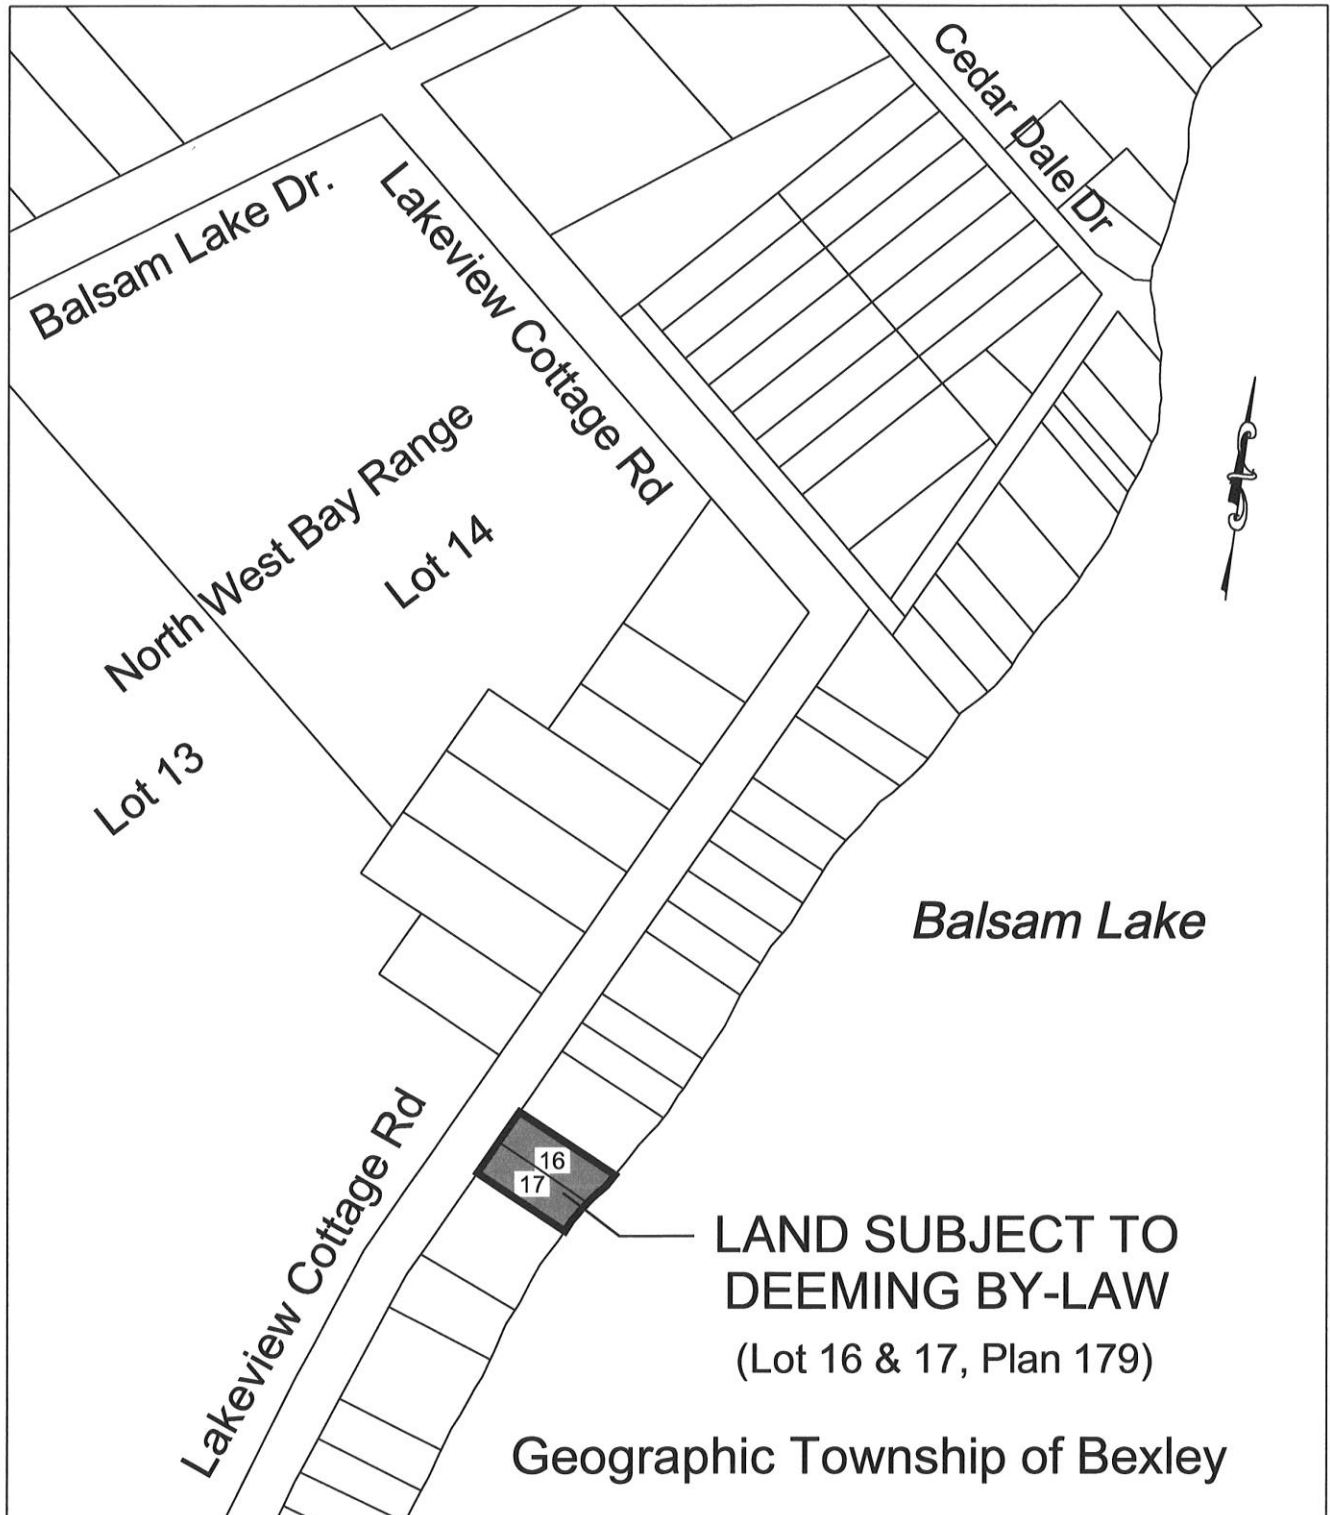 Cedar Dale Dr
Balsam Lake Dr.
Lakeview Cottage Rd
North West Bay Range
Lot 14
Lot 13
Balsam Lake
Lakeview Cottage Rd
16
17
LAND SUBJECT TO
DEEMING BY-LAW
(Lot 16 & 17, Plan 179)
Geographic Township of Bexley